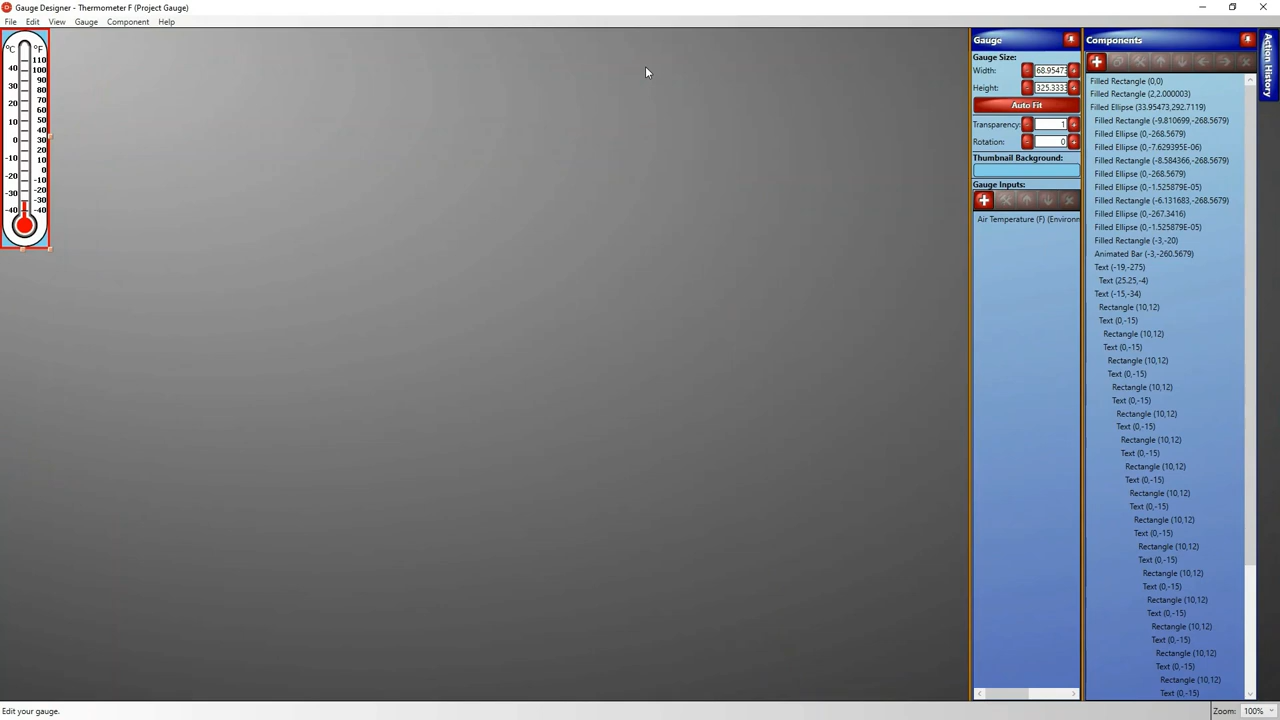 Gauge Designer - Thermometer F (Project Gauge)
File Edit View Gauge Component Help
°C °F
110
40 100
90
30 80
20 70
60
10 50
40
0 30
-10 20
10
-20 0
-10
-30 -20
-30
-40 -40
Gauge
Gauge Size:
Width: 68.95473
Height: 325.3333
Auto Fit
Transparency: 1
Rotation: 0
Thumbnail Background:
Gauge Inputs:
Air Temperature (F) (Environm
Components
Filled Rectangle (0,0)
Filled Rectangle (2,2.000003)
Filled Ellipse (33.95473,292.7119)
Filled Rectangle (-9.810699,-268.5679)
Filled Ellipse (0,-268.5679)
Filled Ellipse (0,-7.629395E-06)
Filled Rectangle (-8.584366,-268.5679)
Filled Ellipse (0,-268.5679)
Filled Ellipse (0,-1.525879E-05)
Filled Rectangle (-6.131683,-268.5679)
Filled Ellipse (0,-267.3416)
Filled Ellipse (0,-1.525879E-05)
Filled Rectangle (-3,-20)
Animated Bar (-3,-260.5679)
Text (-19,-275)
Text (25.25,-4)
Text (-15,-34)
Rectangle (10,12)
Text (0,-15)
Rectangle (10,12)
Text (0,-15)
Rectangle (10,12)
Text (0,-15)
Rectangle (10,12)
Text (0,-15)
Rectangle (10,12)
Text (0,-15)
Rectangle (10,12)
Text (0,-15)
Rectangle (10,12)
Text (0,-15)
Rectangle (10,12)
Text (0,-15)
Rectangle (10,12)
Text (0,-15)
Rectangle (10,12)
Text (0,-15)
Rectangle (10,12)
Text (0,-15)
Rectangle (10,12)
Text (0,-15)
Rectangle (10,12)
Text (0,-15)
Rectangle (10,12)
Text (0,-15)
Rectangle (10,12)
Text (0,-15)
Action History
Edit your gauge.
Zoom: 100%